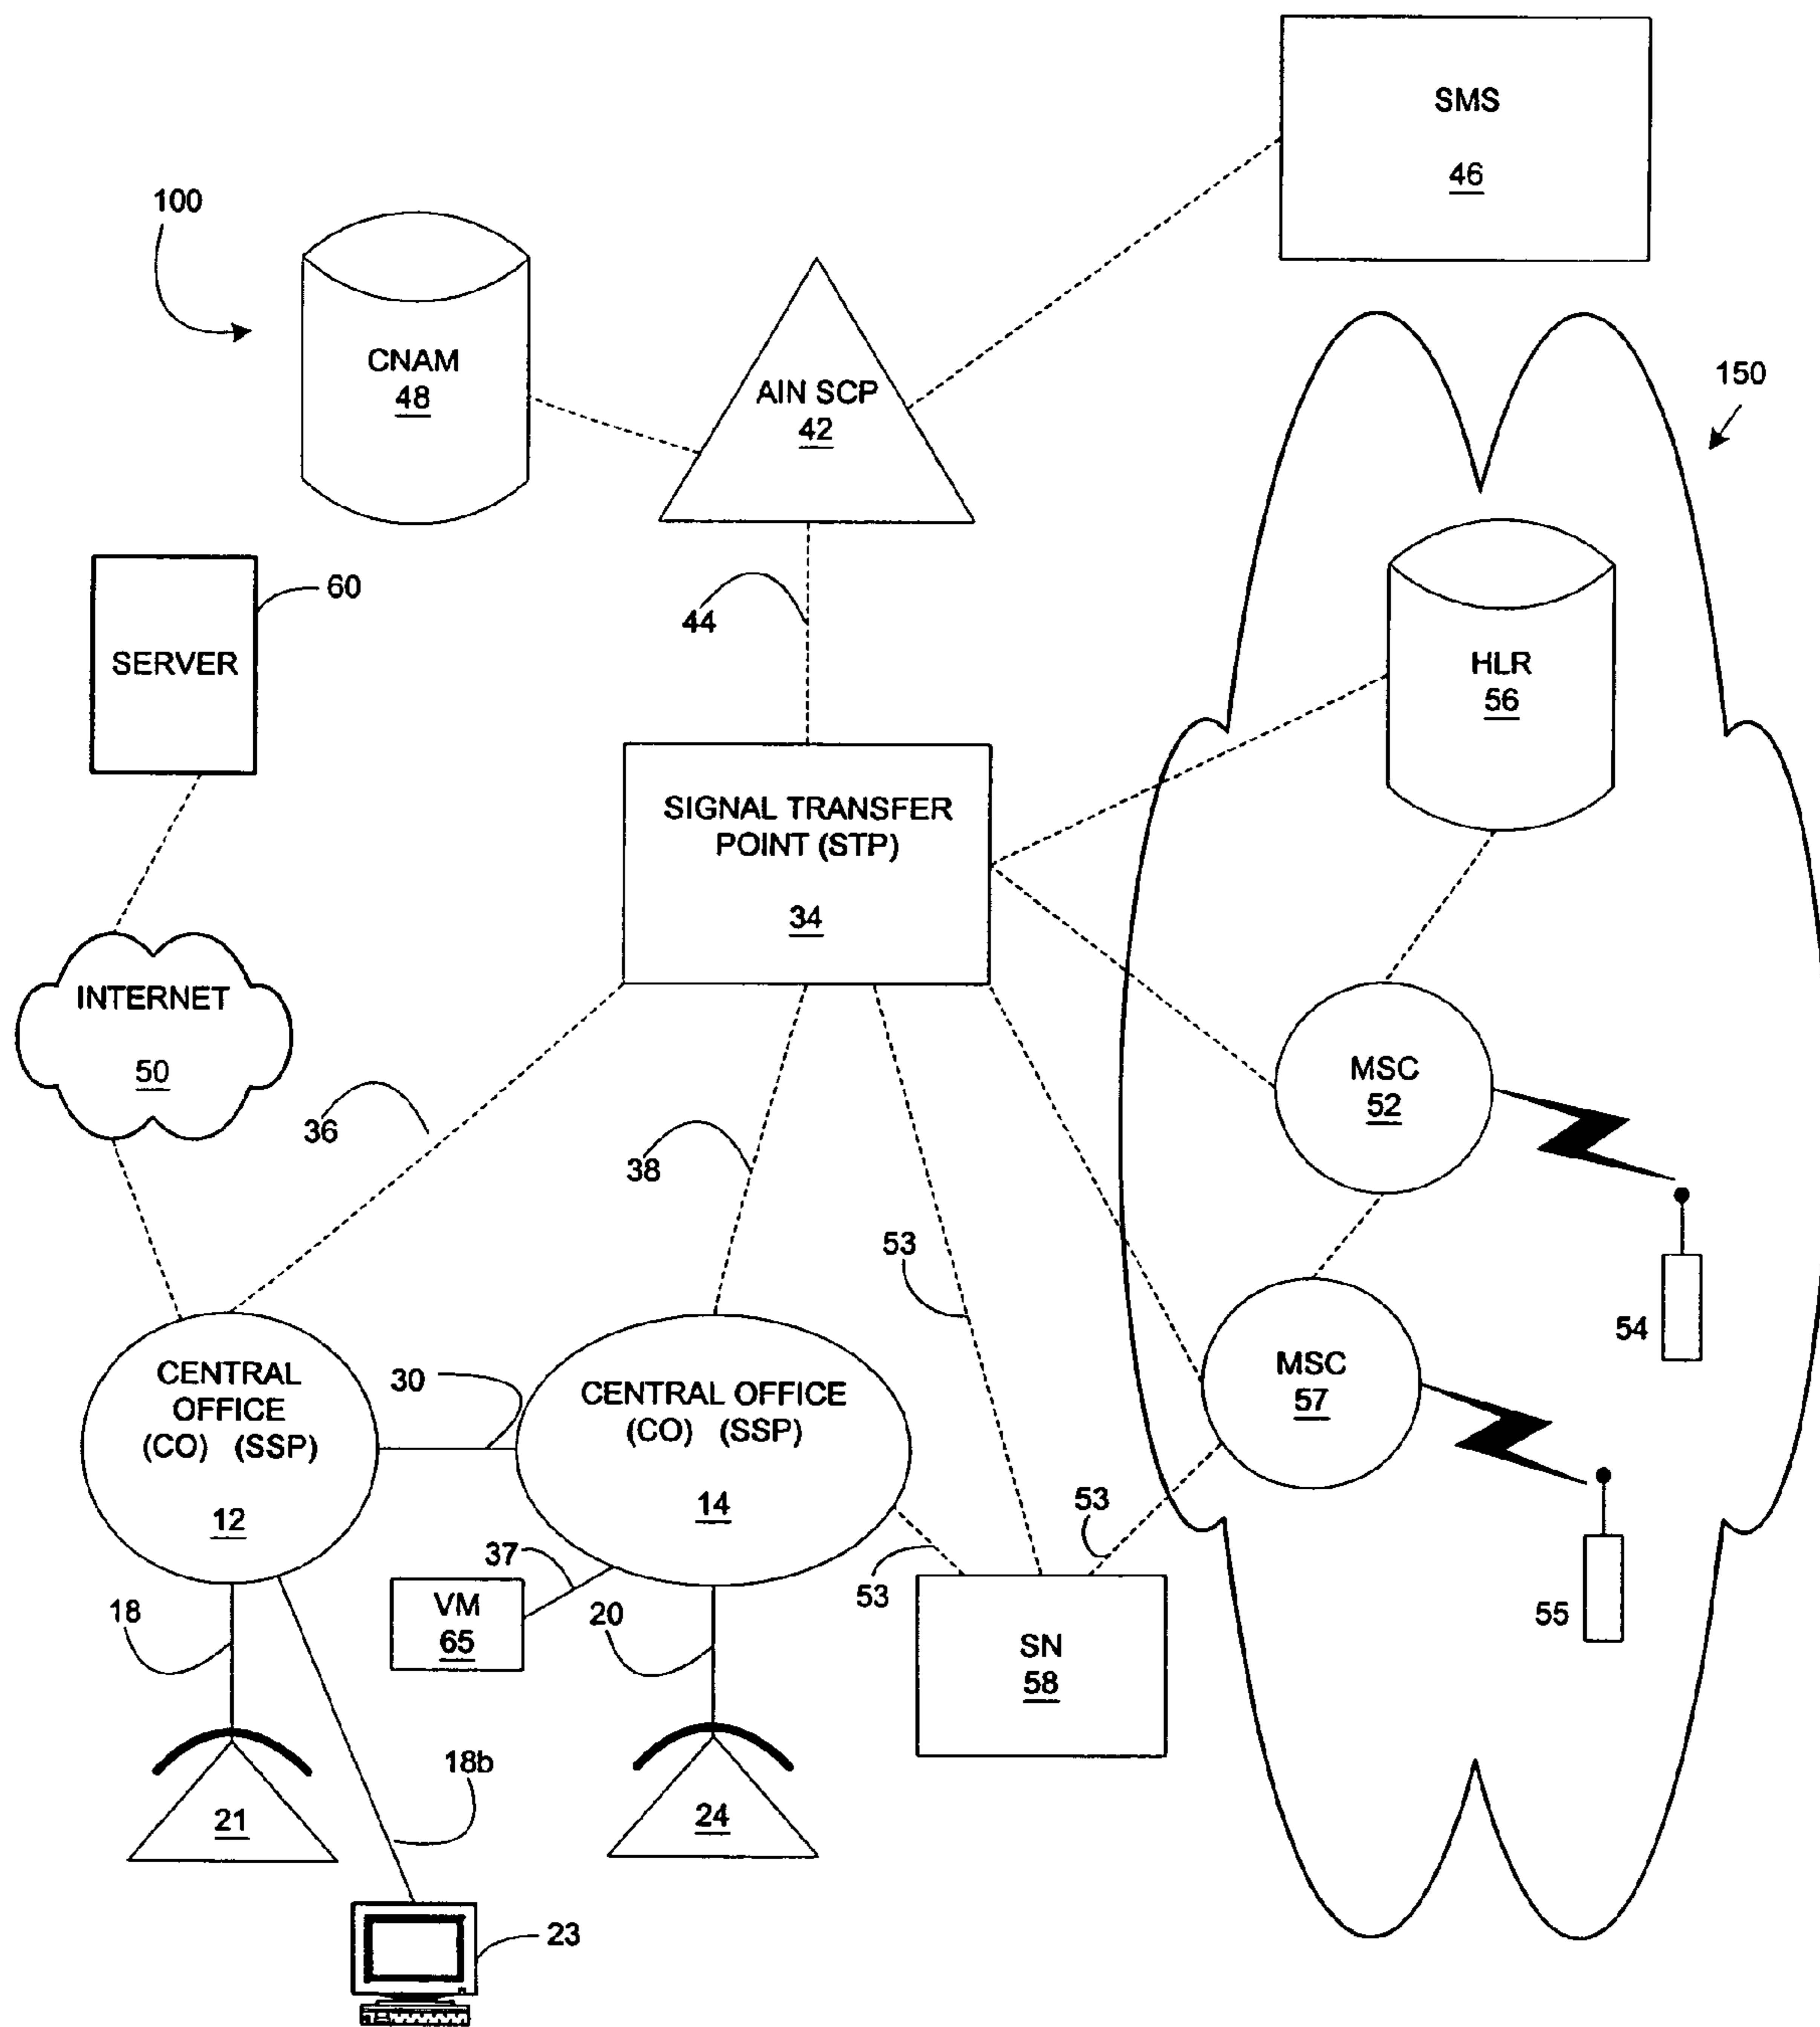 SMS
46
100
CNAM
48
AIN SCP
42
150
60
SERVER
44
HLR
56
SIGNAL TRANSFER
POINT (STP)
34
INTERNET
50
36
38
MSC
52
53
54
CENTRAL
OFFICE
(CO) (SSP)
12
30
CENTRAL OFFICE
(CO) (SSP)
14
MSC
57
53
37
53
18
VM
65
20
SN
58
55
18b
21
24
23